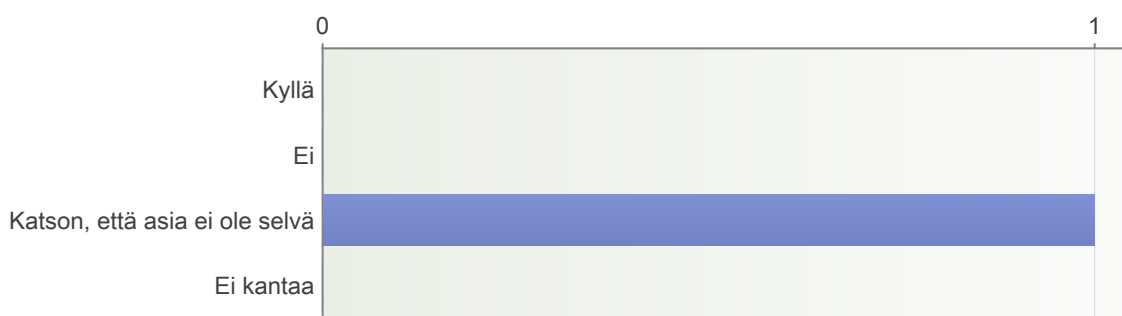 0 1
Kyllä
Ei
Katson, että asia ei ole selvä
Ei kantaa